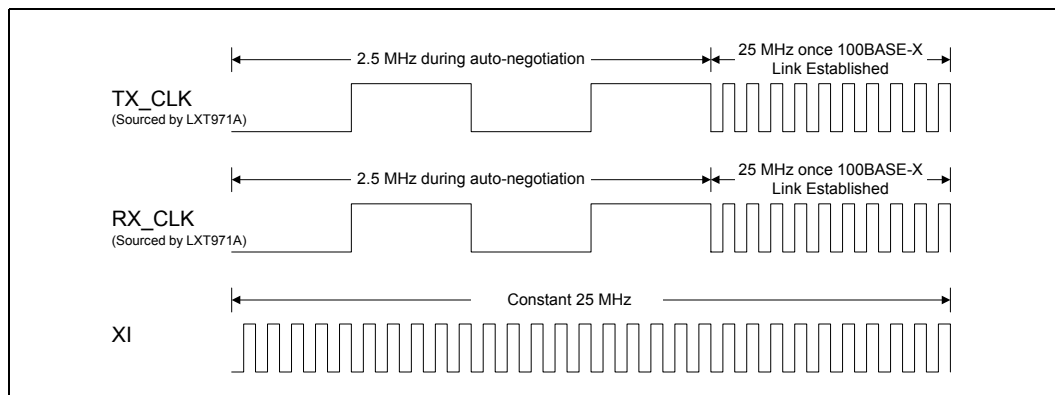 2.5 MHz during auto-negotiation
25 MHz once 100BASE-X
Link Established
TX_CLK
(Sourced by LXT971A)
2.5 MHz during auto-negotiation
25 MHz once 100BASE-X
Link Established
RX_CLK
(Sourced by LXT971A)
Constant 25 MHz
XI